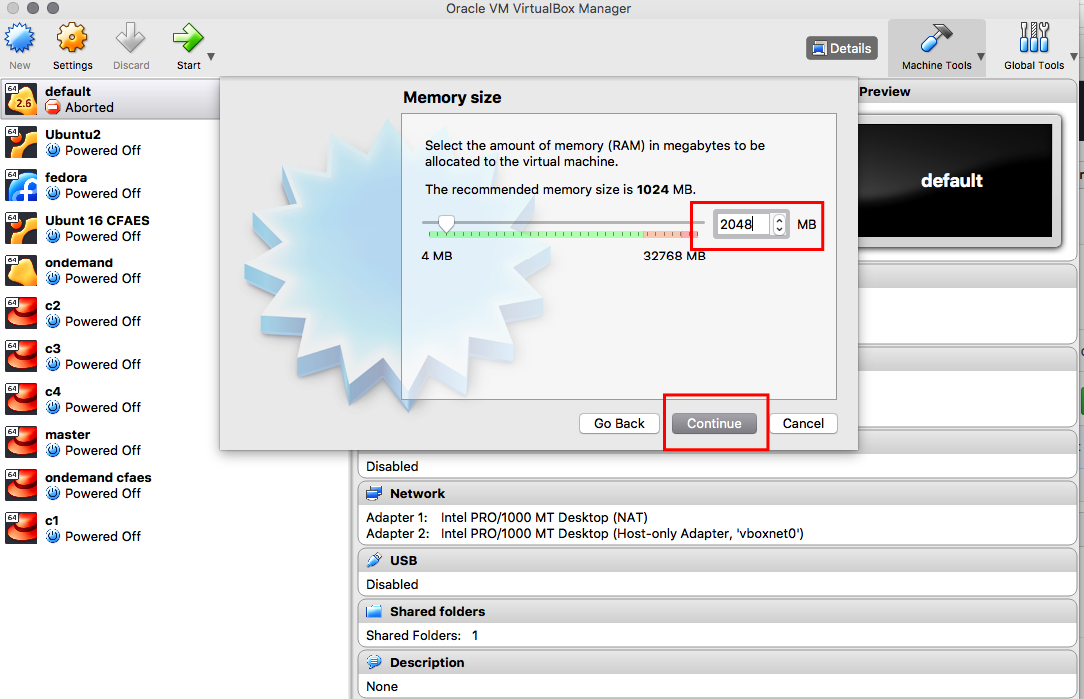 Oracle VM VirtualBox Manager
New
Settings
Discard
Start
Details
Machine Tools
Global Tools
64
2.6
default
Aborted
64
Ubuntu2
Powered Off
64
fedora
Powered Off
64
Ubunt 16 CFAES
Powered Off
ondemand
Powered Off
64
c2
Powered Off
64
c3
Powered Off
64
c4
Powered Off
64
master
Powered Off
64
ondemand cfaes
Powered Off
64
c1
Powered Off
Memory size
Select the amount of memory (RAM) in megabytes to be
allocated to the virtual machine.
The recommended memory size is 1024 MB.
2048 MB
4 MB 32768 MB
Go Back Continue Cancel
Preview
default
Disabled
Network
Adapter 1: Intel PRO/1000 MT Desktop (NAT)
Adapter 2: Intel PRO/1000 MT Desktop (Host-only Adapter, 'vboxnet0')
USB
Disabled
Shared folders
Shared Folders: 1
Description
None